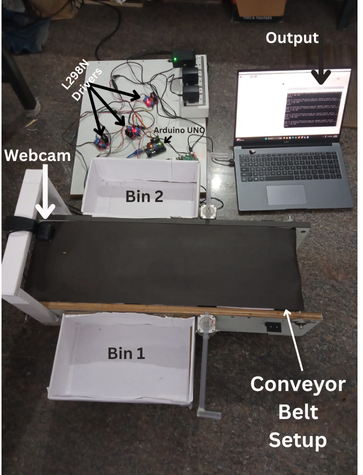 Output
L298N
Drivers
Arduino UNO
Webcam
Bin 2
Bin 1
Conveyor
Belt
Setup